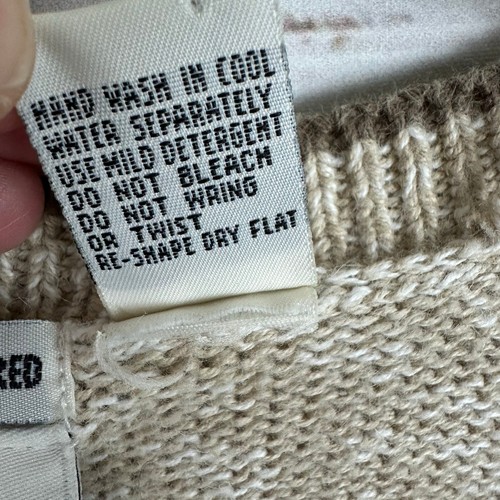 HAND WASH IN COOL
WATER SEPARATELY
USE MILD DETERGENT
DO NOT BLEACH
DO NOT WRING
OR TWIST
RE-SHAPE DRY FLAT
RED